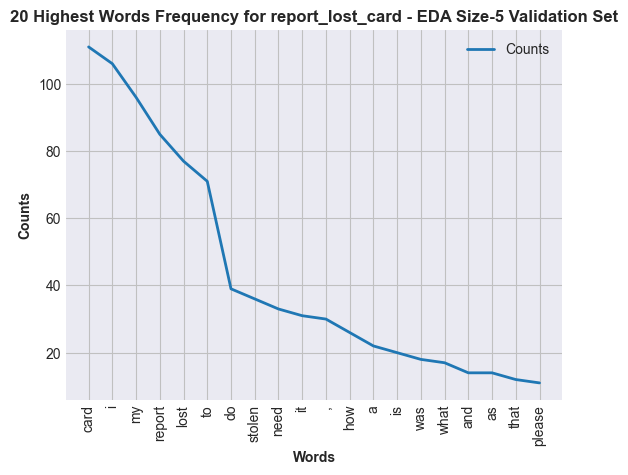 20 Highest Words Frequency for report_lost_card - EDA Size-5 Validation Set
Counts
100
80
60
40
20
Counts
card
i
my
report
lost
to
do
stolen
need
it
,
how
a
is
was
what
and
as
that
please
Words